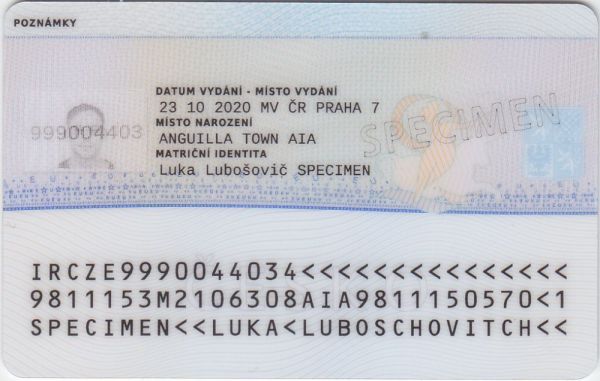 POZNÁMKY
DATUM VYDÁNÍ - MÍSTO VYDÁNÍ
23 10 2020 MV ČR PRAHA 7
MÍSTO NAROZENÍ
999004403
ANGUILLA TOWN AIA
MATRIČNÍ IDENTITA
Luka Lubošovič SPECIMEN
SPECIMEN
IRCZE9990044034<<<<<<<<<<<<<<<
9811153M2106308AIA9811150570<1
SPECIMEN<<LUKA<LUBOSCHOVITCH<<